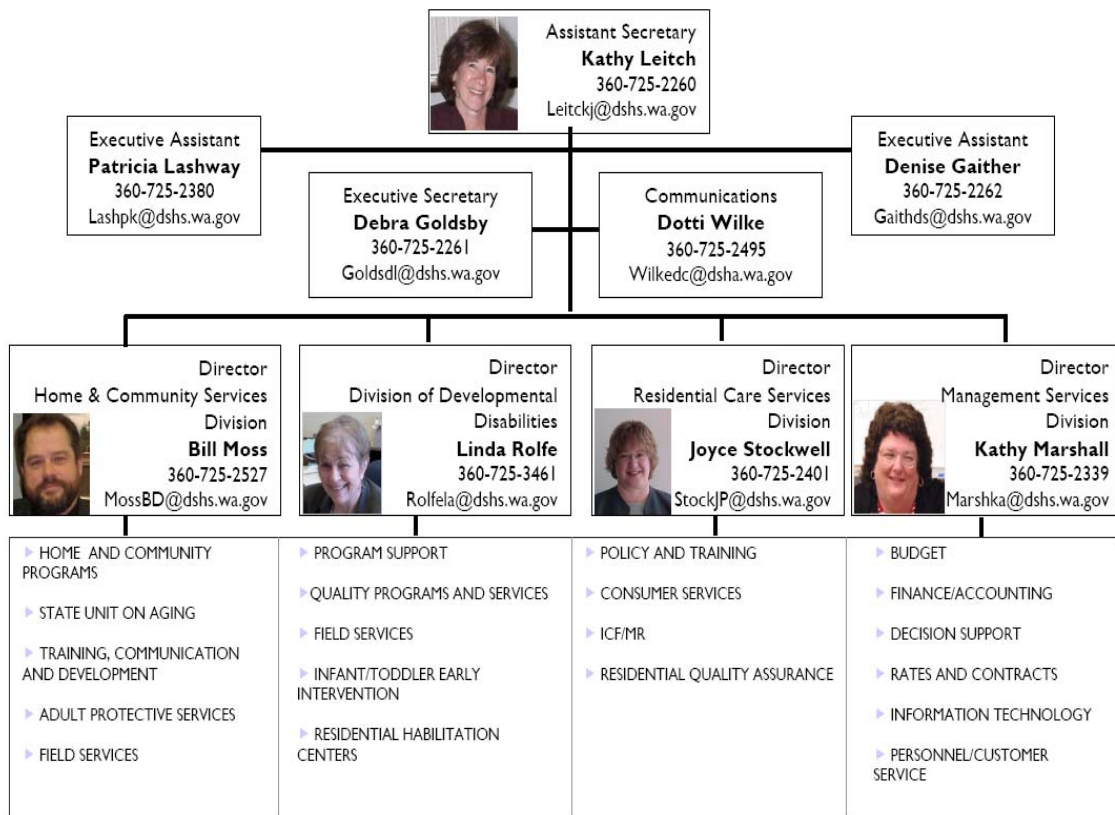 Assistant Secretary
Kathy Leitch
360-725-2260
Leitckj@dshs.wa.gov
Executive Assistant
Patricia Lashway
360-725-2380
Lashpk@dshs.wa.gov
Executive Assistant
Denise Gaither
360-725-2262
Gaithds@dshs.wa.gov
Executive Secretary
Debra Goldsby
360-725-2261
Goldsdl@dshs.wa.gov
Communications
Dotti Wilke
360-725-2495
Wilkedc@dsha.wa.gov
Director
Home & Community Services
Division
Bill Moss
360-725-2527
MossBD@dshs.wa.gov
Director
Division of Developmental
Disabilities
Linda Rolfe
360-725-3461
Rolfela@dshs.wa.gov
Director
Residential Care Services
Division
Joyce Stockwell
360-725-2401
StockJP@dshs.wa.gov
Director
Management Services
Division
Kathy Marshall
360-725-2339
Marshka@dshs.wa.gov
HOME AND COMMUNITY
PROGRAMS
STATE UNIT ON AGING
TRAINING, COMMUNICATION
AND DEVELOPMENT
ADULT PROTECTIVE SERVICES
FIELD SERVICES
PROGRAM SUPPORT
QUALITY PROGRAMS AND SERVICES
FIELD SERVICES
INFANT/TODDLER EARLY
INTERVENTION
RESIDENTIAL HABILITATION
CENTERS
POLICY AND TRAINING
CONSUMER SERVICES
ICF/MR
RESIDENTIAL QUALITY ASSURANCE
BUDGET
FINANCE/ACCOUNTING
DECISION SUPPORT
RATES AND CONTRACTS
INFORMATION TECHNOLOGY
PERSONNEL/CUSTOMER
SERVICE